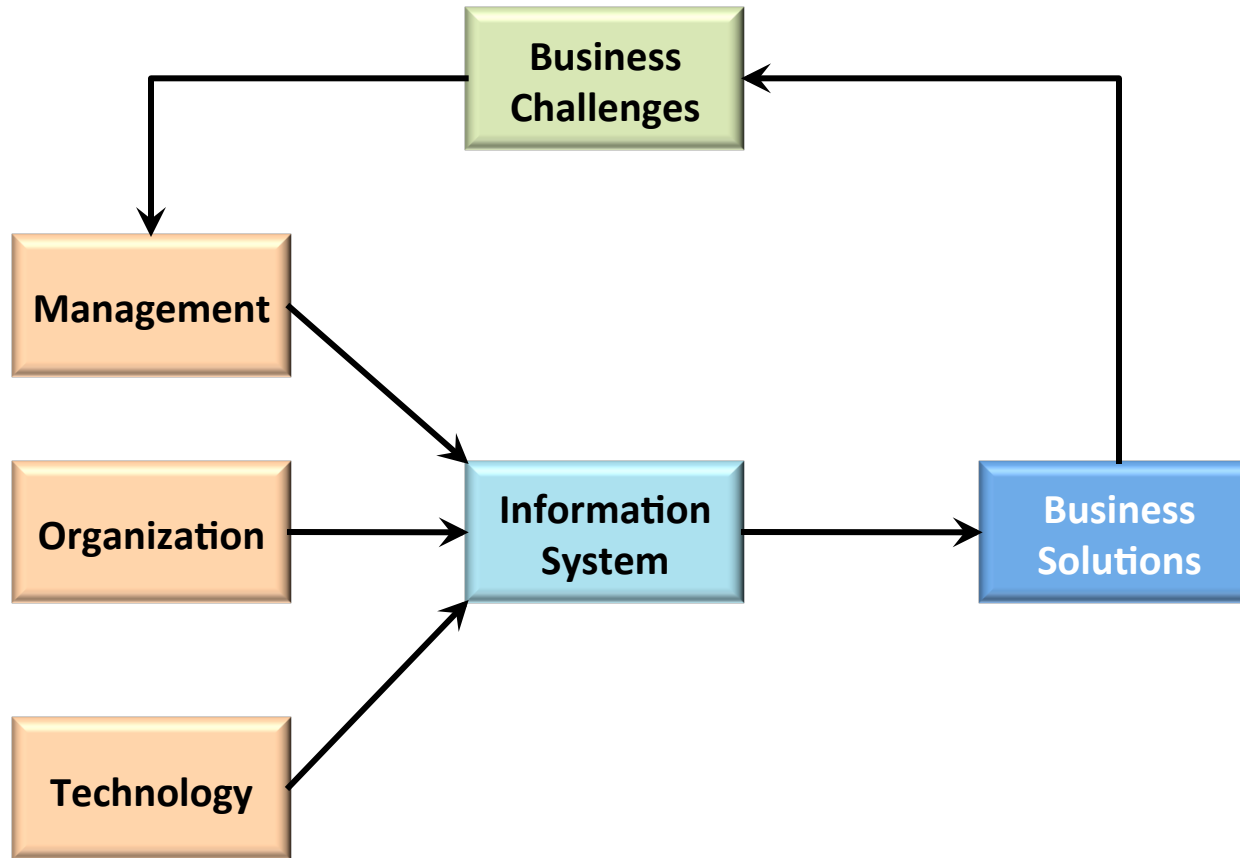 Business
Challenges
Management
Organization
Information
System
Business
Solutions
Technology